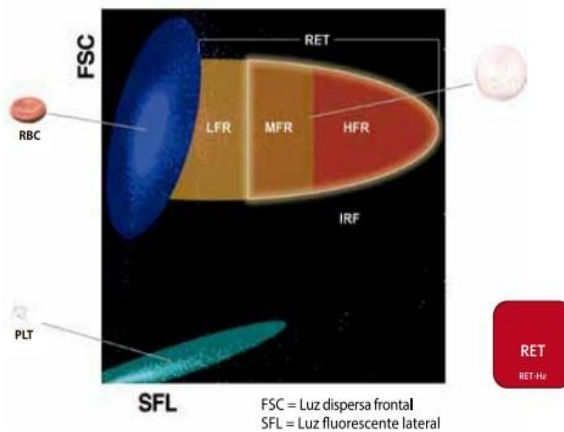 RET
FSC
RBC
LFR
MFR
HFR
IRF
PLT
RET
RET-He
SFL
FSC = Luz dispersa frontal
SFL = Luz fluorescente lateral